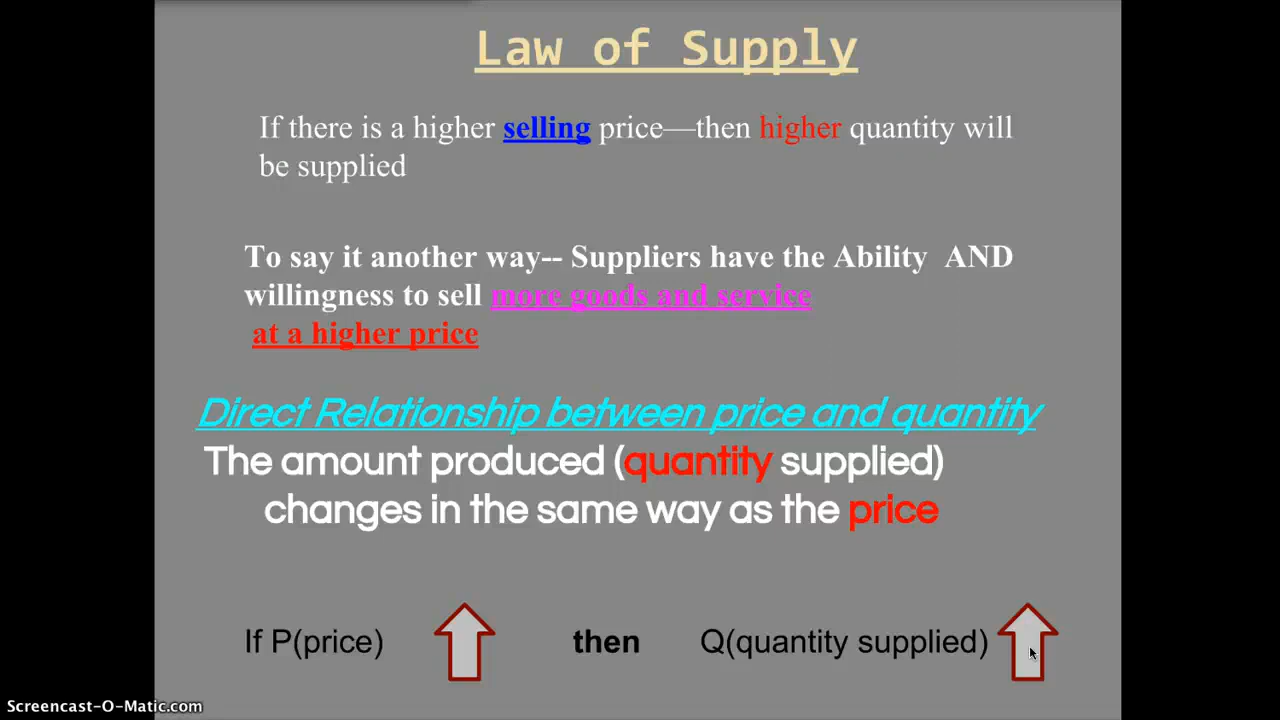 Law of Supply
If there is a higher selling price—then higher quantity will
be supplied
To say it another way-- Suppliers have the Ability AND
willingness to sell more goods and service
at a higher price
Direct Relationship between price and quantity
The amount produced (quantity supplied)
changes in the same way as the price
If P(price) then Q(quantity supplied)
Screencast-O-Matic.com